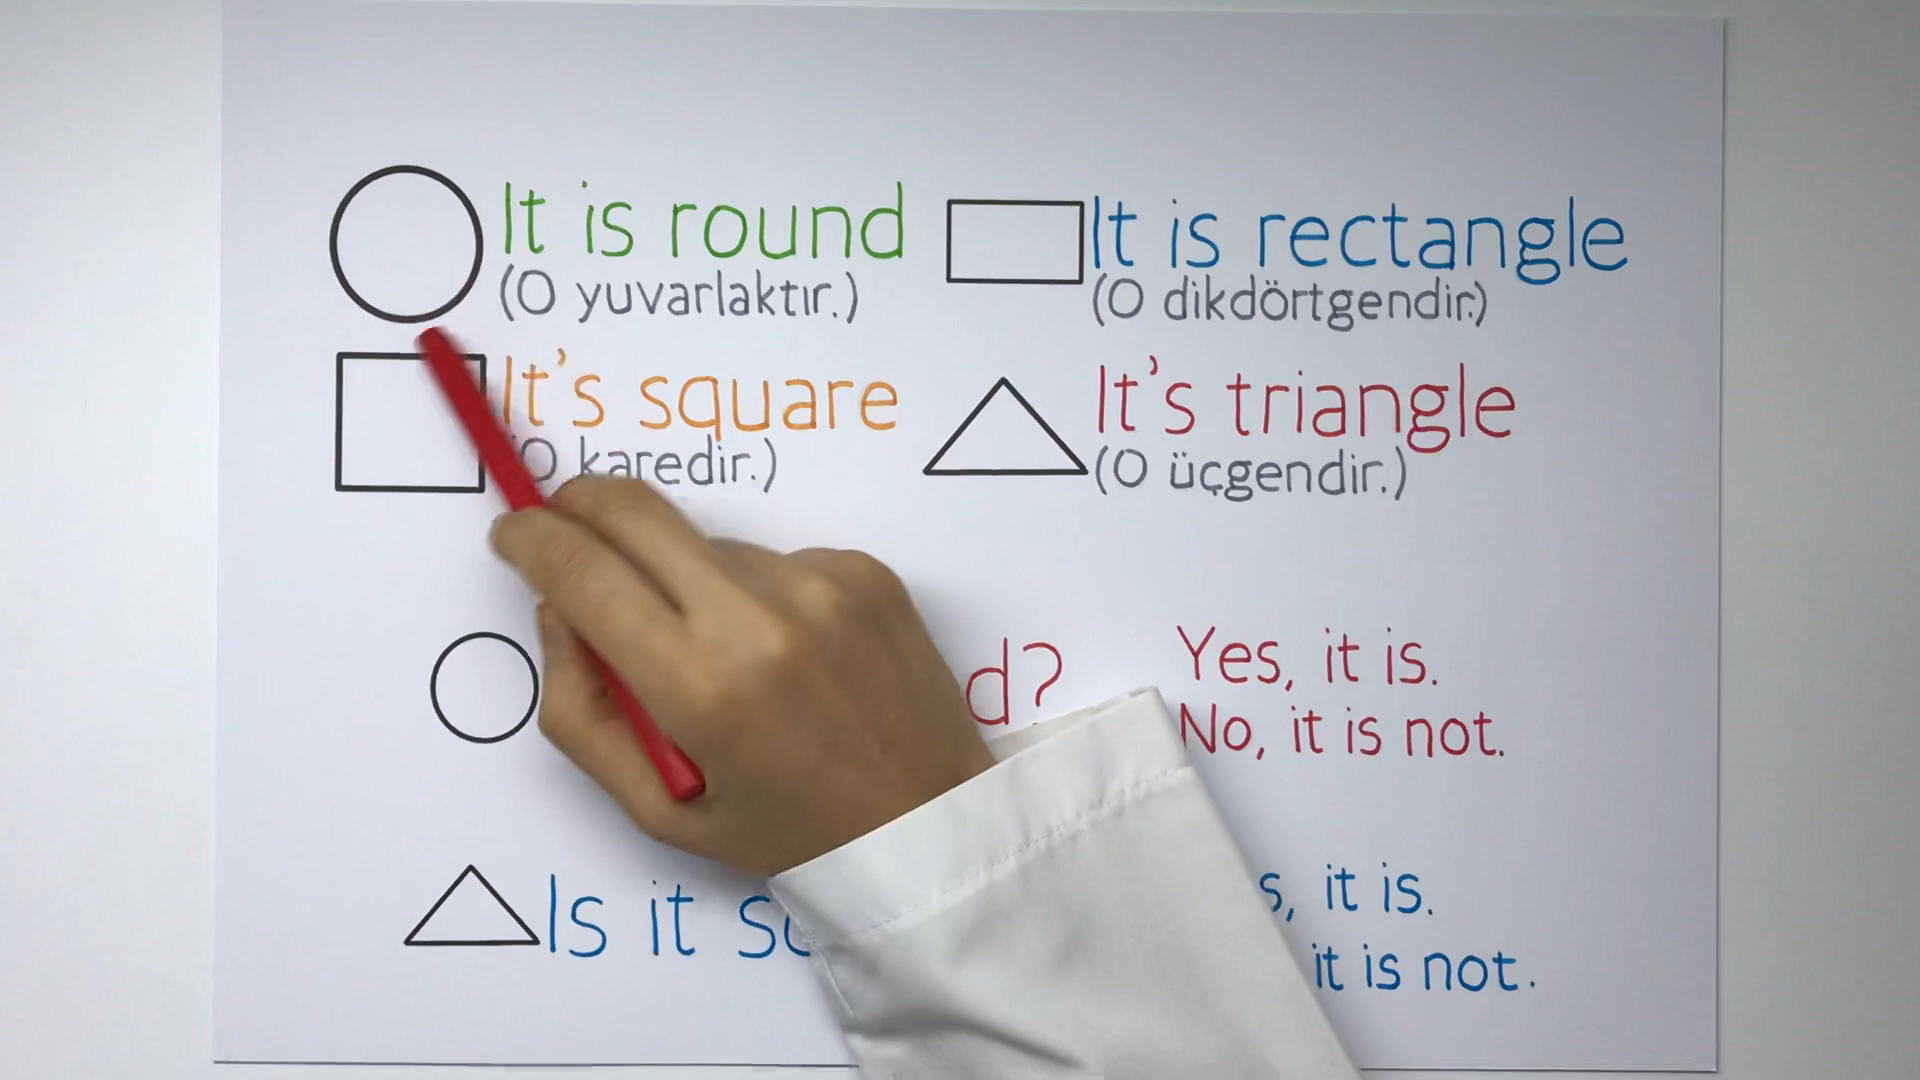 It is round
(O yuvarlaktır.)
It is rectangle
(O dikdörtgendir.)
It's square
(O karedir.)
It's triangle
(O üçgendir.)
d?
Yes, it is.
No, it is not.
Is it
s, it is.
it is not.